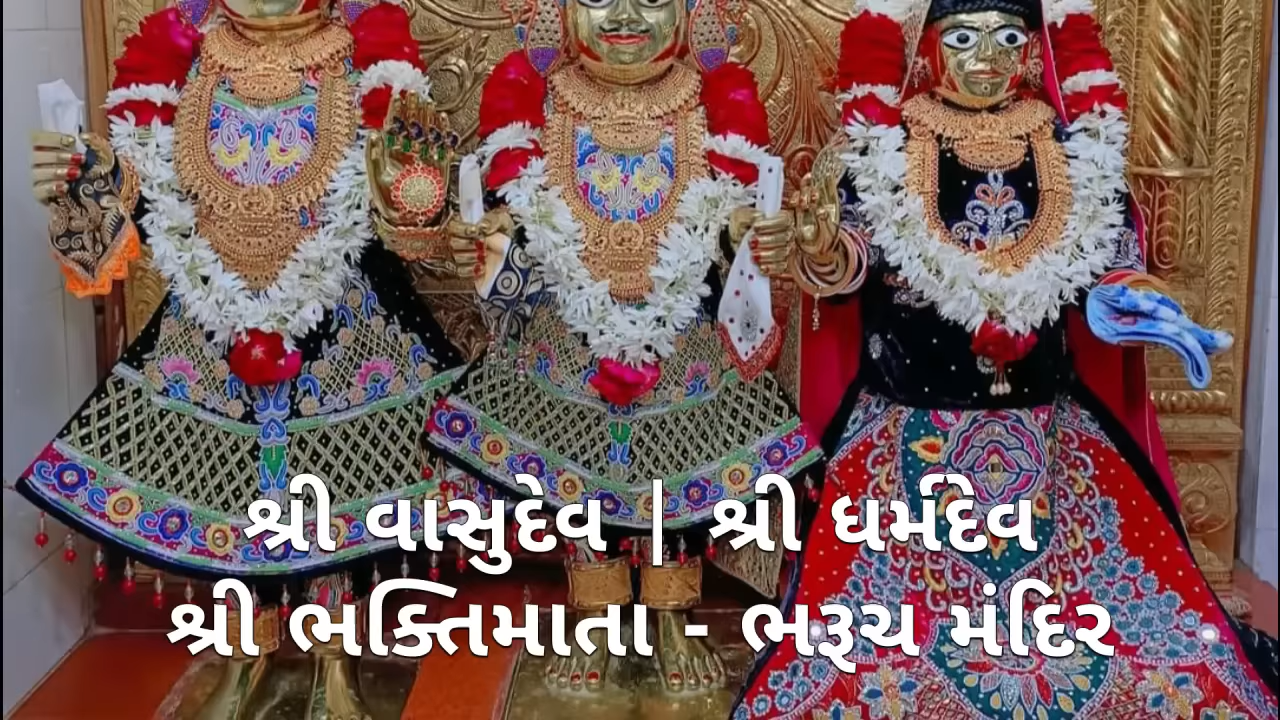 શ્રી વાસુદેવ | શ્રી ધર્મદેવ
શ્રી ભક્તિમાતા - ભરૂચ મંદિર